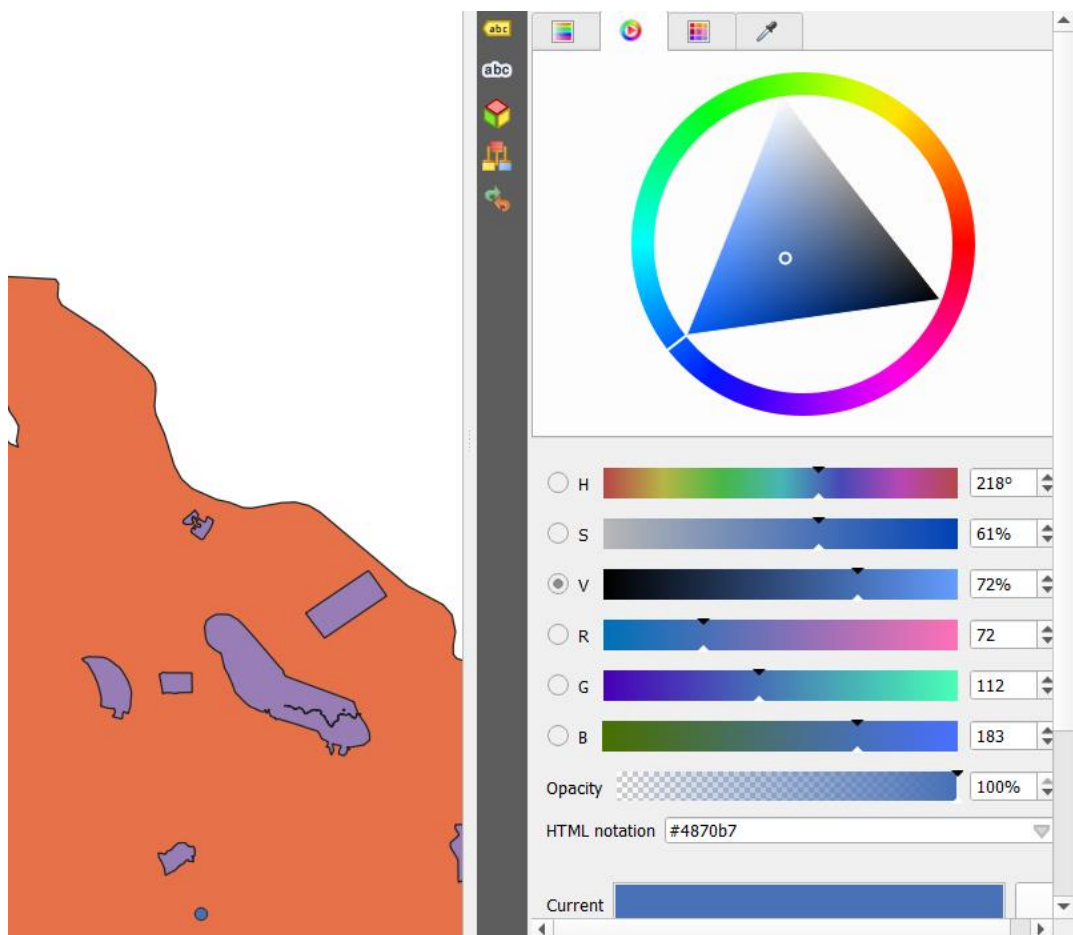 abc
abc
H 218°
S 61%
V 72%
R 72
G 112
B 183
Opacity 100%
HTML notation #4870b7
Current